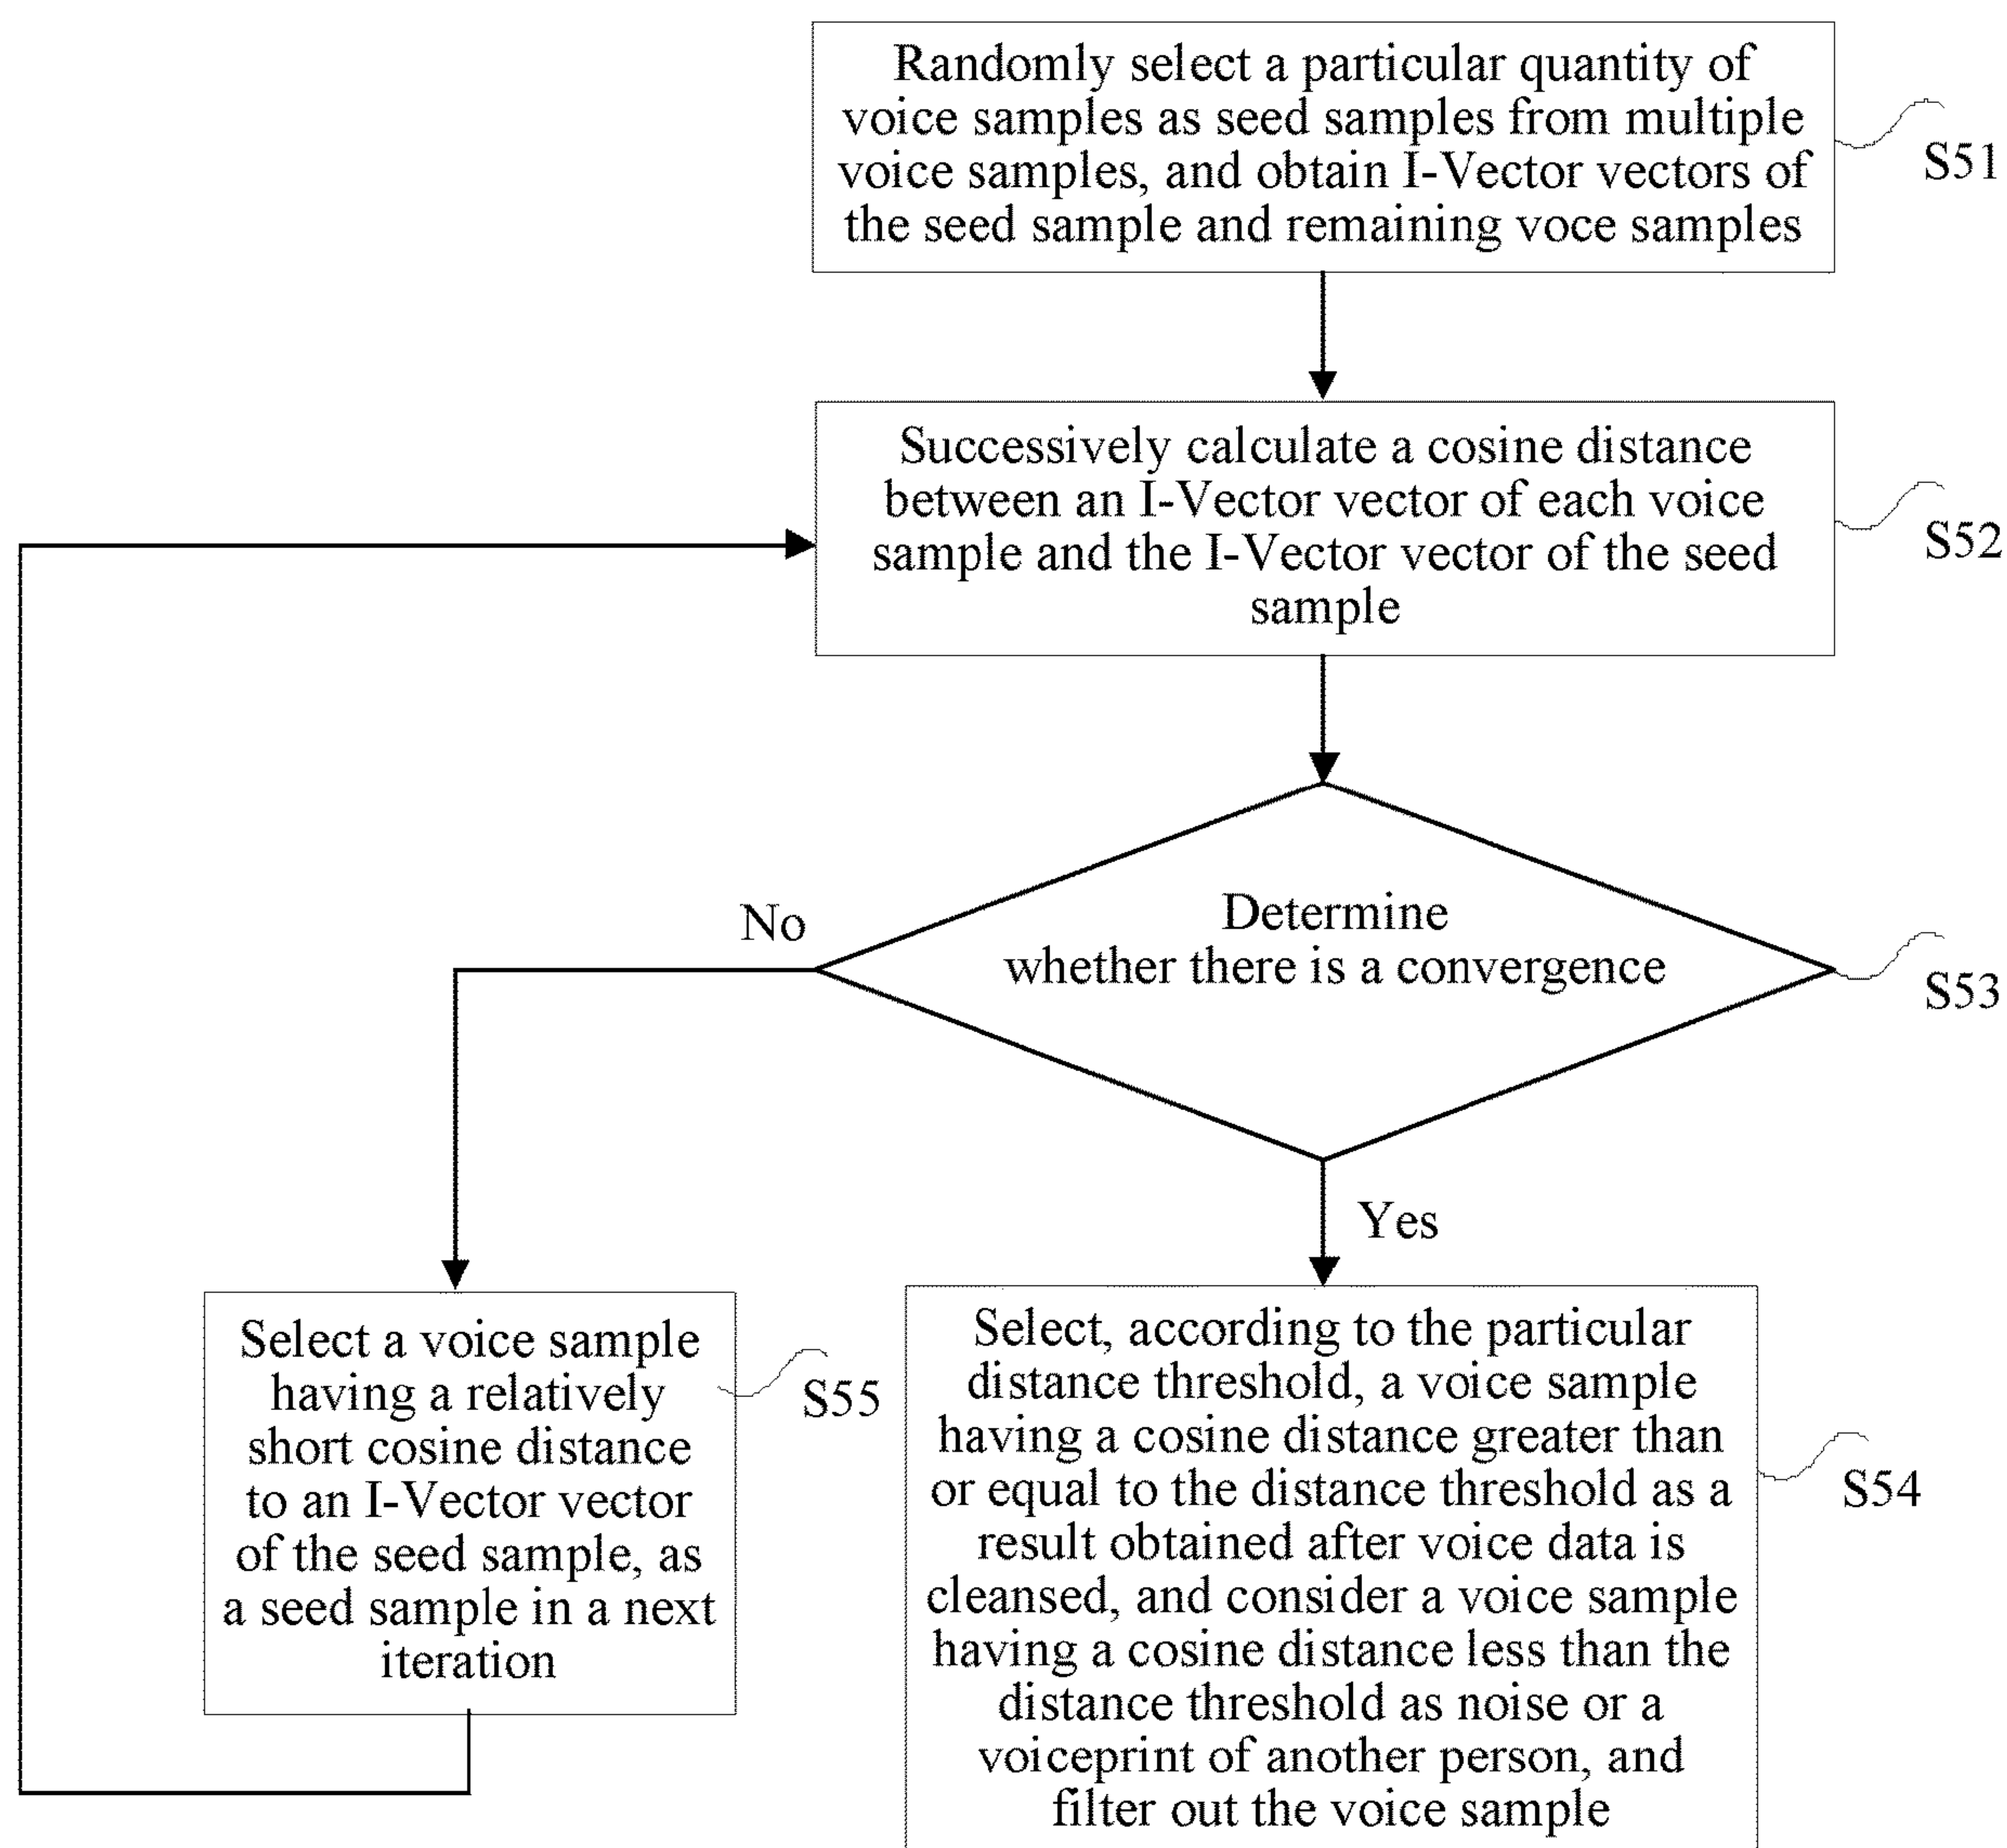 Randomly select a particular quantity of
voice samples as seed samples from multiple
voice samples, and obtain I-Vector vectors of
the seed sample and remaining voce samples
S51
Successively calculate a cosine distance
between an I-Vector vector of each voice
sample and the I-Vector vector of the seed
sample
S52
Determine
whether there is a convergence
S53
No
Yes
Select a voice sample
having a relatively
short cosine distance
to an I-Vector vector
of the seed sample, as
a seed sample in a next
iteration
S55
Select, according to the particular
distance threshold, a voice sample
having a cosine distance greater than
or equal to the distance threshold as a
result obtained after voice data is
cleansed, and consider a voice sample
having a cosine distance less than the
distance threshold as noise or a
voiceprint of another person, and
filter out the voice sample
S54